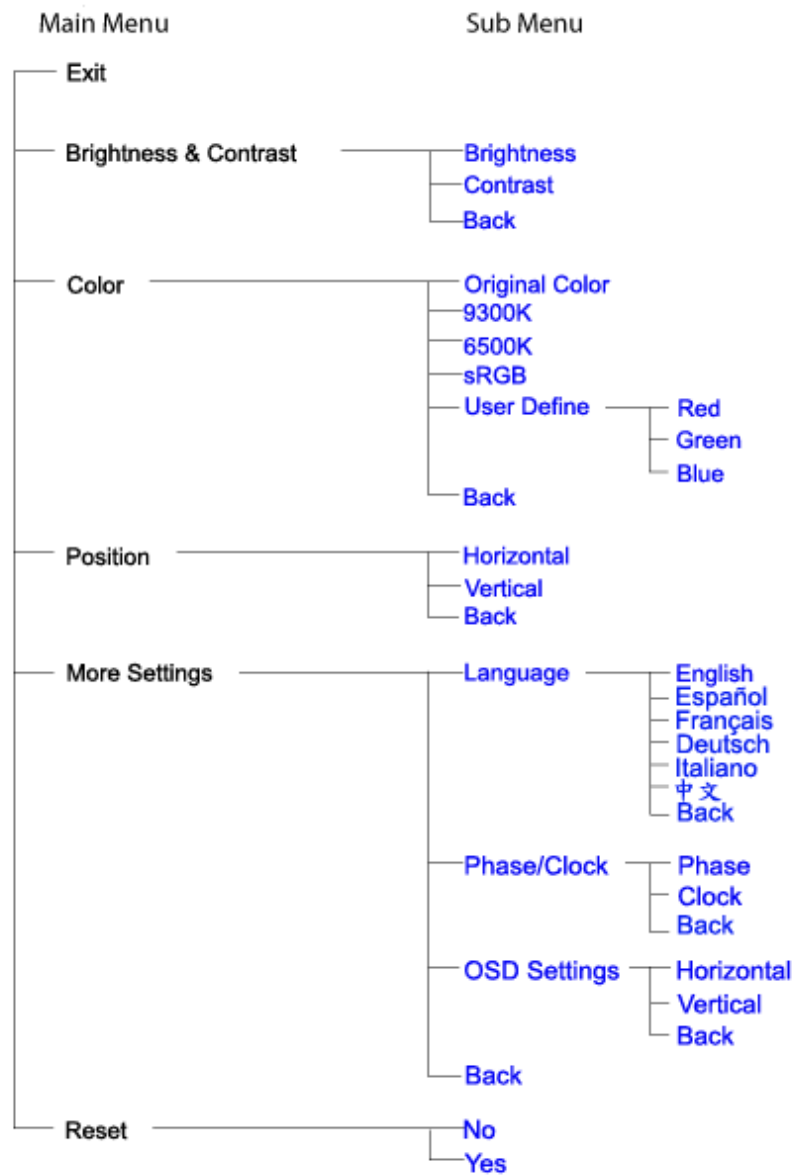 Main Menu Sub Menu
Exit
Brightness & Contrast Brightness
Contrast
Back
Color Original Color
9300K
6500K
sRGB
User Define Red
Green
Blue
Back
Position Horizontal
Vertical
Back
More Settings Language English
Español
Français
Deutsch
Italiano
中文
Back
Phase/Clock Phase
Clock
Back
OSD Settings Horizontal
Vertical
Back
Back
Reset No
Yes